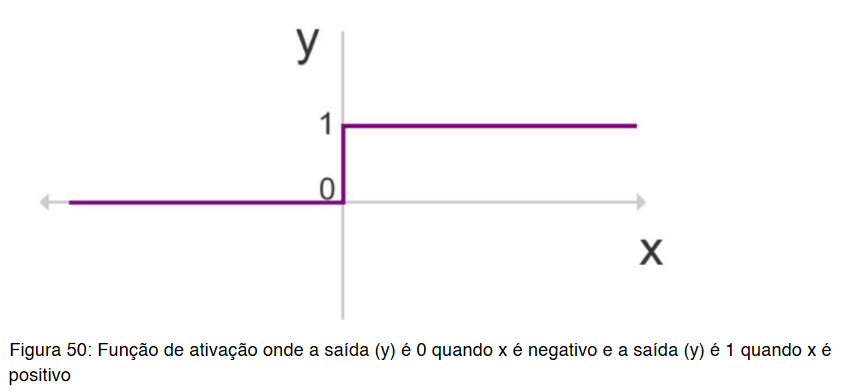 y
1
0
x
Figura 50: Função de ativação onde a saída (y) é 0 quando x é negativo e a saída (y) é 1 quando x é
positivo